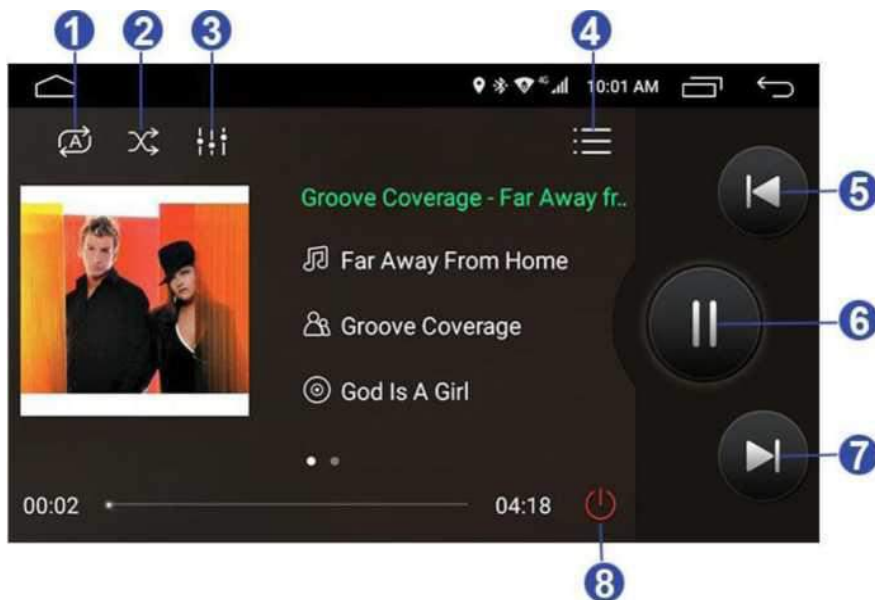 1 2 3 4
4G 10:01 AM
A
Groove Coverage - Far Away fr..
5
Far Away From Home
Groove Coverage
6
God Is A Girl
7
00:02 04:18
8